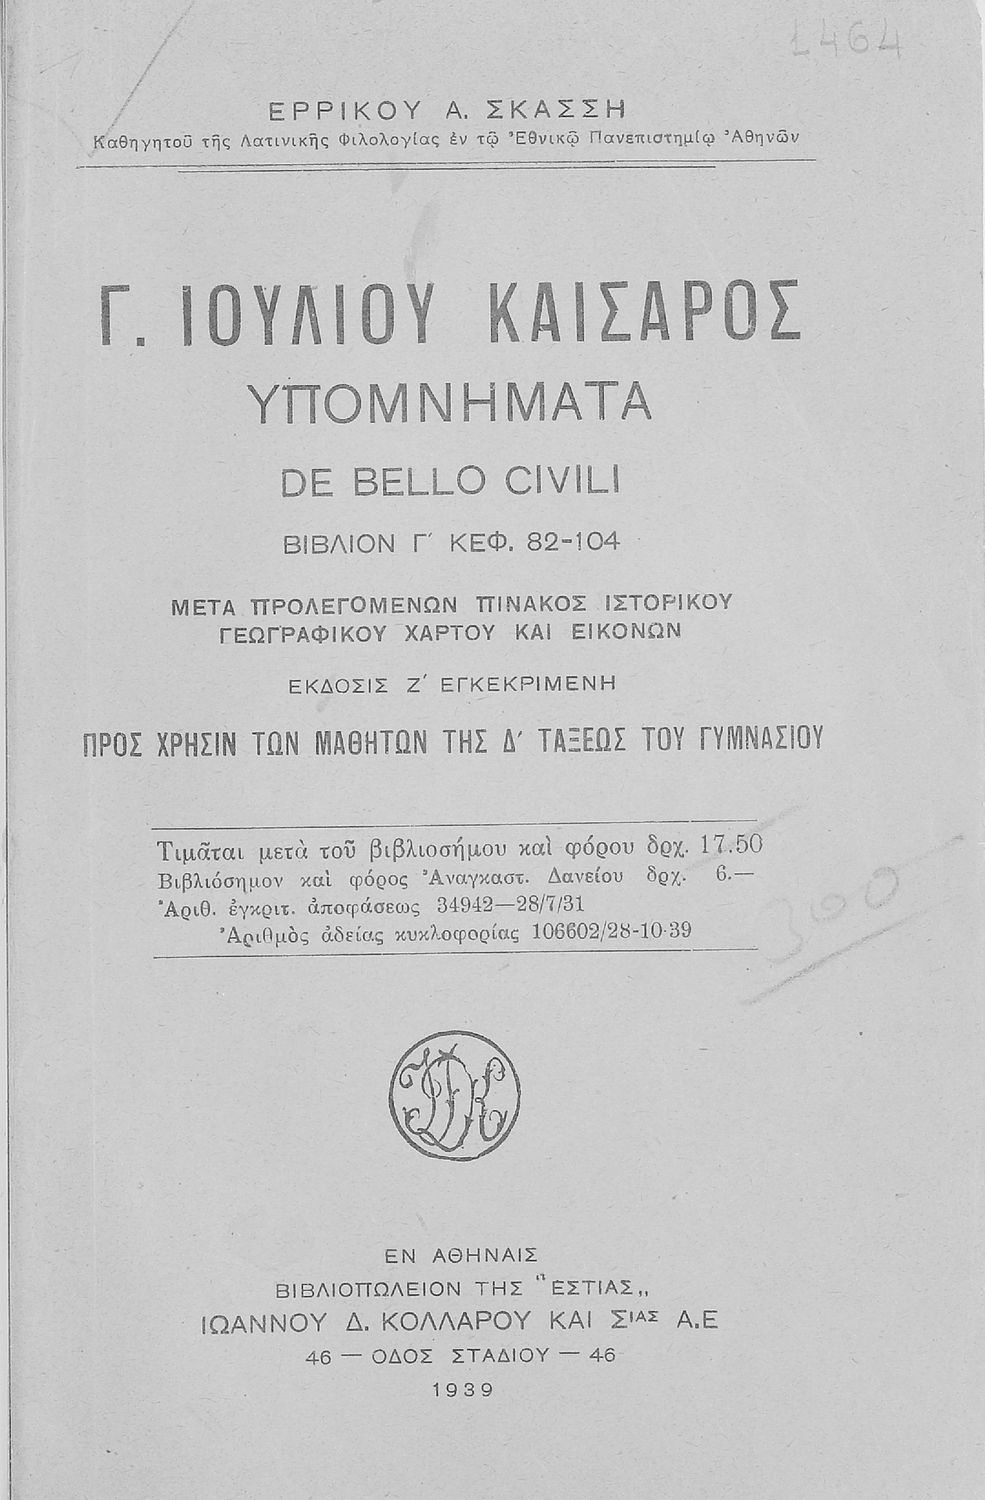 1464
ΕΡΡΙΚΟΥ Α. ΣΚΑΣΣΗ
Καθηγητοῦ τῆς Λατινικῆς Φιλολογίας ἐν τῷ Ἐθνικῷ Πανεπιστημίῳ Ἀθηνῶν
Γ. ΙΟΥΛΙΟΥ ΚΑΙΣΑΡΟΣ
ΥΠΟΜΝΗΜΑΤΑ
DE BELLO CIVILI
ΒΙΒΛΙΟΝ Γ΄ ΚΕΦ. 82-104
ΜΕΤΑ ΠΡΟΛΕΓΟΜΕΝΩΝ ΠΙΝΑΚΟΣ ΙΣΤΟΡΙΚΟΥ
ΓΕΩΓΡΑΦΙΚΟΥ ΧΑΡΤΟΥ ΚΑΙ ΕΙΚΟΝΩΝ
ΕΚΔΟΣΙΣ Ζ΄ ΕΓΚΕΚΡΙΜΕΝΗ
ΠΡΟΣ ΧΡΗΣΙΝ ΤΩΝ ΜΑΘΗΤΩΝ ΤΗΣ Δ΄ ΤΑΞΕΩΣ ΤΟΥ ΓΥΜΝΑΣΙΟΥ
Τιμᾶται μετὰ τοῦ βιβλιοσήμου καὶ φόρου δρχ. 17.50
Βιβλιόσημον καὶ φόρος Ἀναγκαστ. Δανείου δρχ. 6.—
Ἀριθ. ἐγκριτ. ἀποφάσεως 34942—28/7/31
Ἀριθμὸς ἀδείας κυκλοφορίας 106602/28-10-39
300
ΙΔΚ
ΕΝ ΑΘΗΝΑΙΣ
ΒΙΒΛΙΟΠΩΛΕΙΟΝ ΤΗΣ "ΕΣΤΙΑΣ„
ΙΩΑΝΝΟΥ Δ. ΚΟΛΛΑΡΟΥ ΚΑΙ ΣΙΑΣ Α.Ε
46 — ΟΔΟΣ ΣΤΑΔΙΟΥ — 46
1939